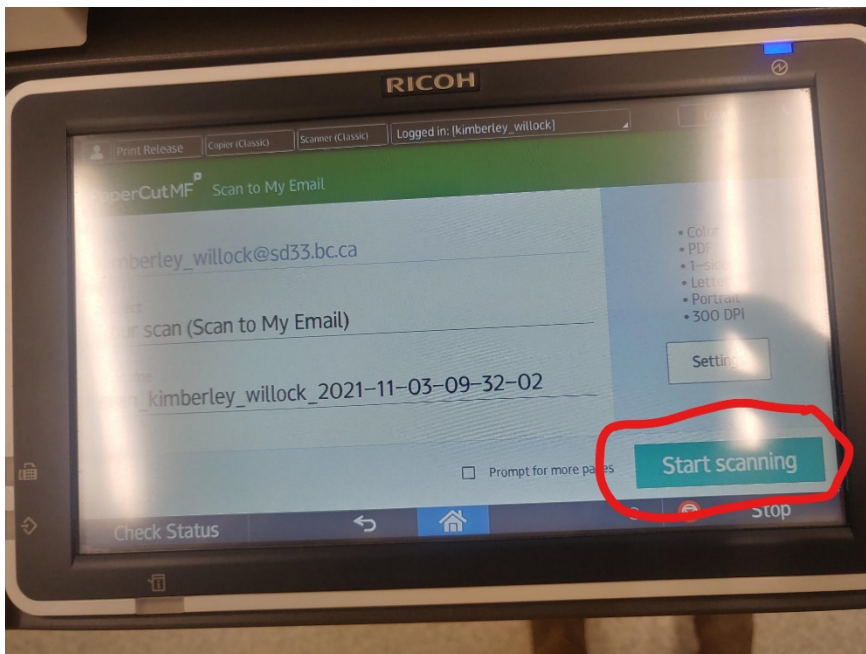 RICOH
Print Release
Copier (Classic)
Scanner (Classic)
Logged in: [kimberley_willock]
perCutMF
P
Scan to My Email
mberley_willock@sd33.bc.ca
scan (Scan to My Email)
_kimberley_willock_2021-11-03-09-32-02
• Color
• PDF
• Portrait
• 300 DPI
Settings
Prompt for more pages
Start scanning
Check Status
Stop